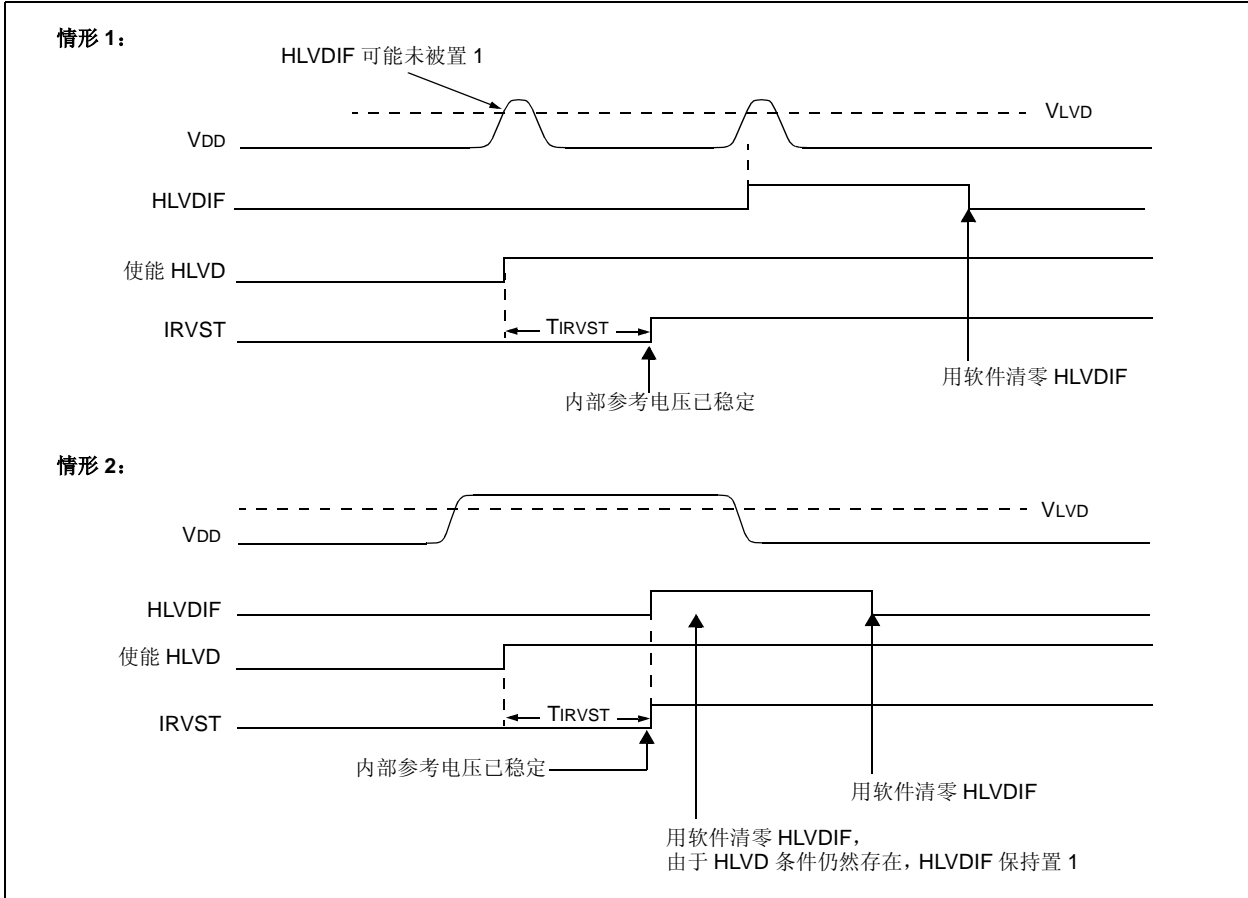 情形 1：
HLVDIF 可能未被置 1
VLVD
VDD
HLVDIF
使能 HLVD
TIRVST
IRVST
用软件清零 HLVDIF
内部参考电压已稳定
情形 2：
VLVD
VDD
HLVDIF
使能 HLVD
TIRVST
IRVST
内部参考电压已稳定
用软件清零 HLVDIF
用软件清零 HLVDIF，
由于 HLVD 条件仍然存在，HLVDIF 保持置 1